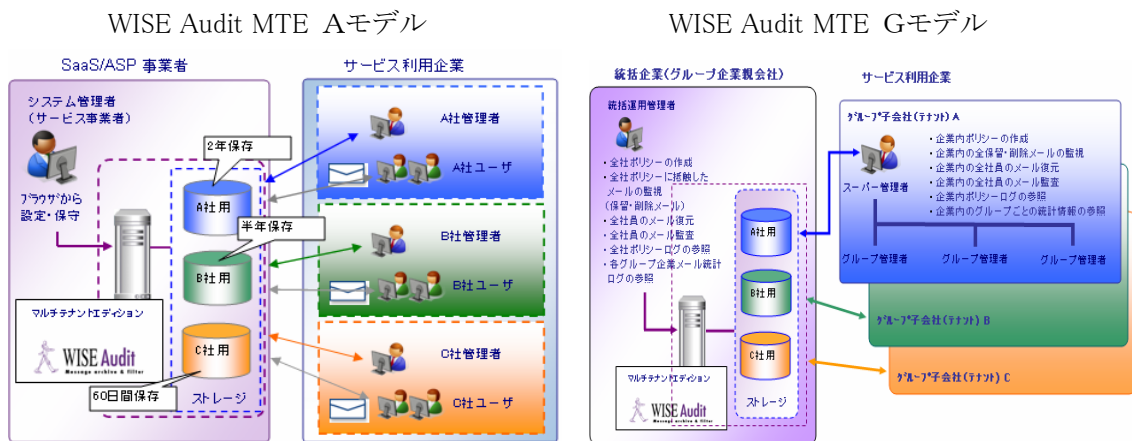 WISE Audit MTE Aモデル
SaaS/ASP 事業者
サービス利用企業
システム管理者
(サービス事業者)
2年保存
ブラウザから
設定・保守
A社用
半年保存
B社用
C社用
マルチテナントエディション
WISE Audit
Message archive & filter
60日間保存
ストレージ
A社管理者
A社ユーザ
B社管理者
B社ユーザ
C社管理者
C社ユーザ
WISE Audit MTE Gモデル
統括企業(グループ企業親会社)
サービス利用企業
統括運用管理者
・全社ポリシーの作成
・全社ポリシーに抵触した
メールの監視
(保留・削除メール)
・全社員のメール復元
・全社員のメール監査
・全社ポリシーログの参照
・各グループ企業メール統計
ログの参照
A社用
B社用
C社用
マルチテナントエディション
WISE Audit
Message archive & filter
ストレージ
グループ子会社(テナント) A
・企業内ポリシーの作成
・企業内の全保留・削除メールの監視
・企業内の全社員のメール復元
・企業内の全社員のメール監査
・企業内ポリシーログの参照
・企業内のグループごとの統計情報の参照
スーパー管理者
グループ管理者 グループ管理者 グループ管理者
グループ子会社(テナント) B
グループ子会社(テナント) C